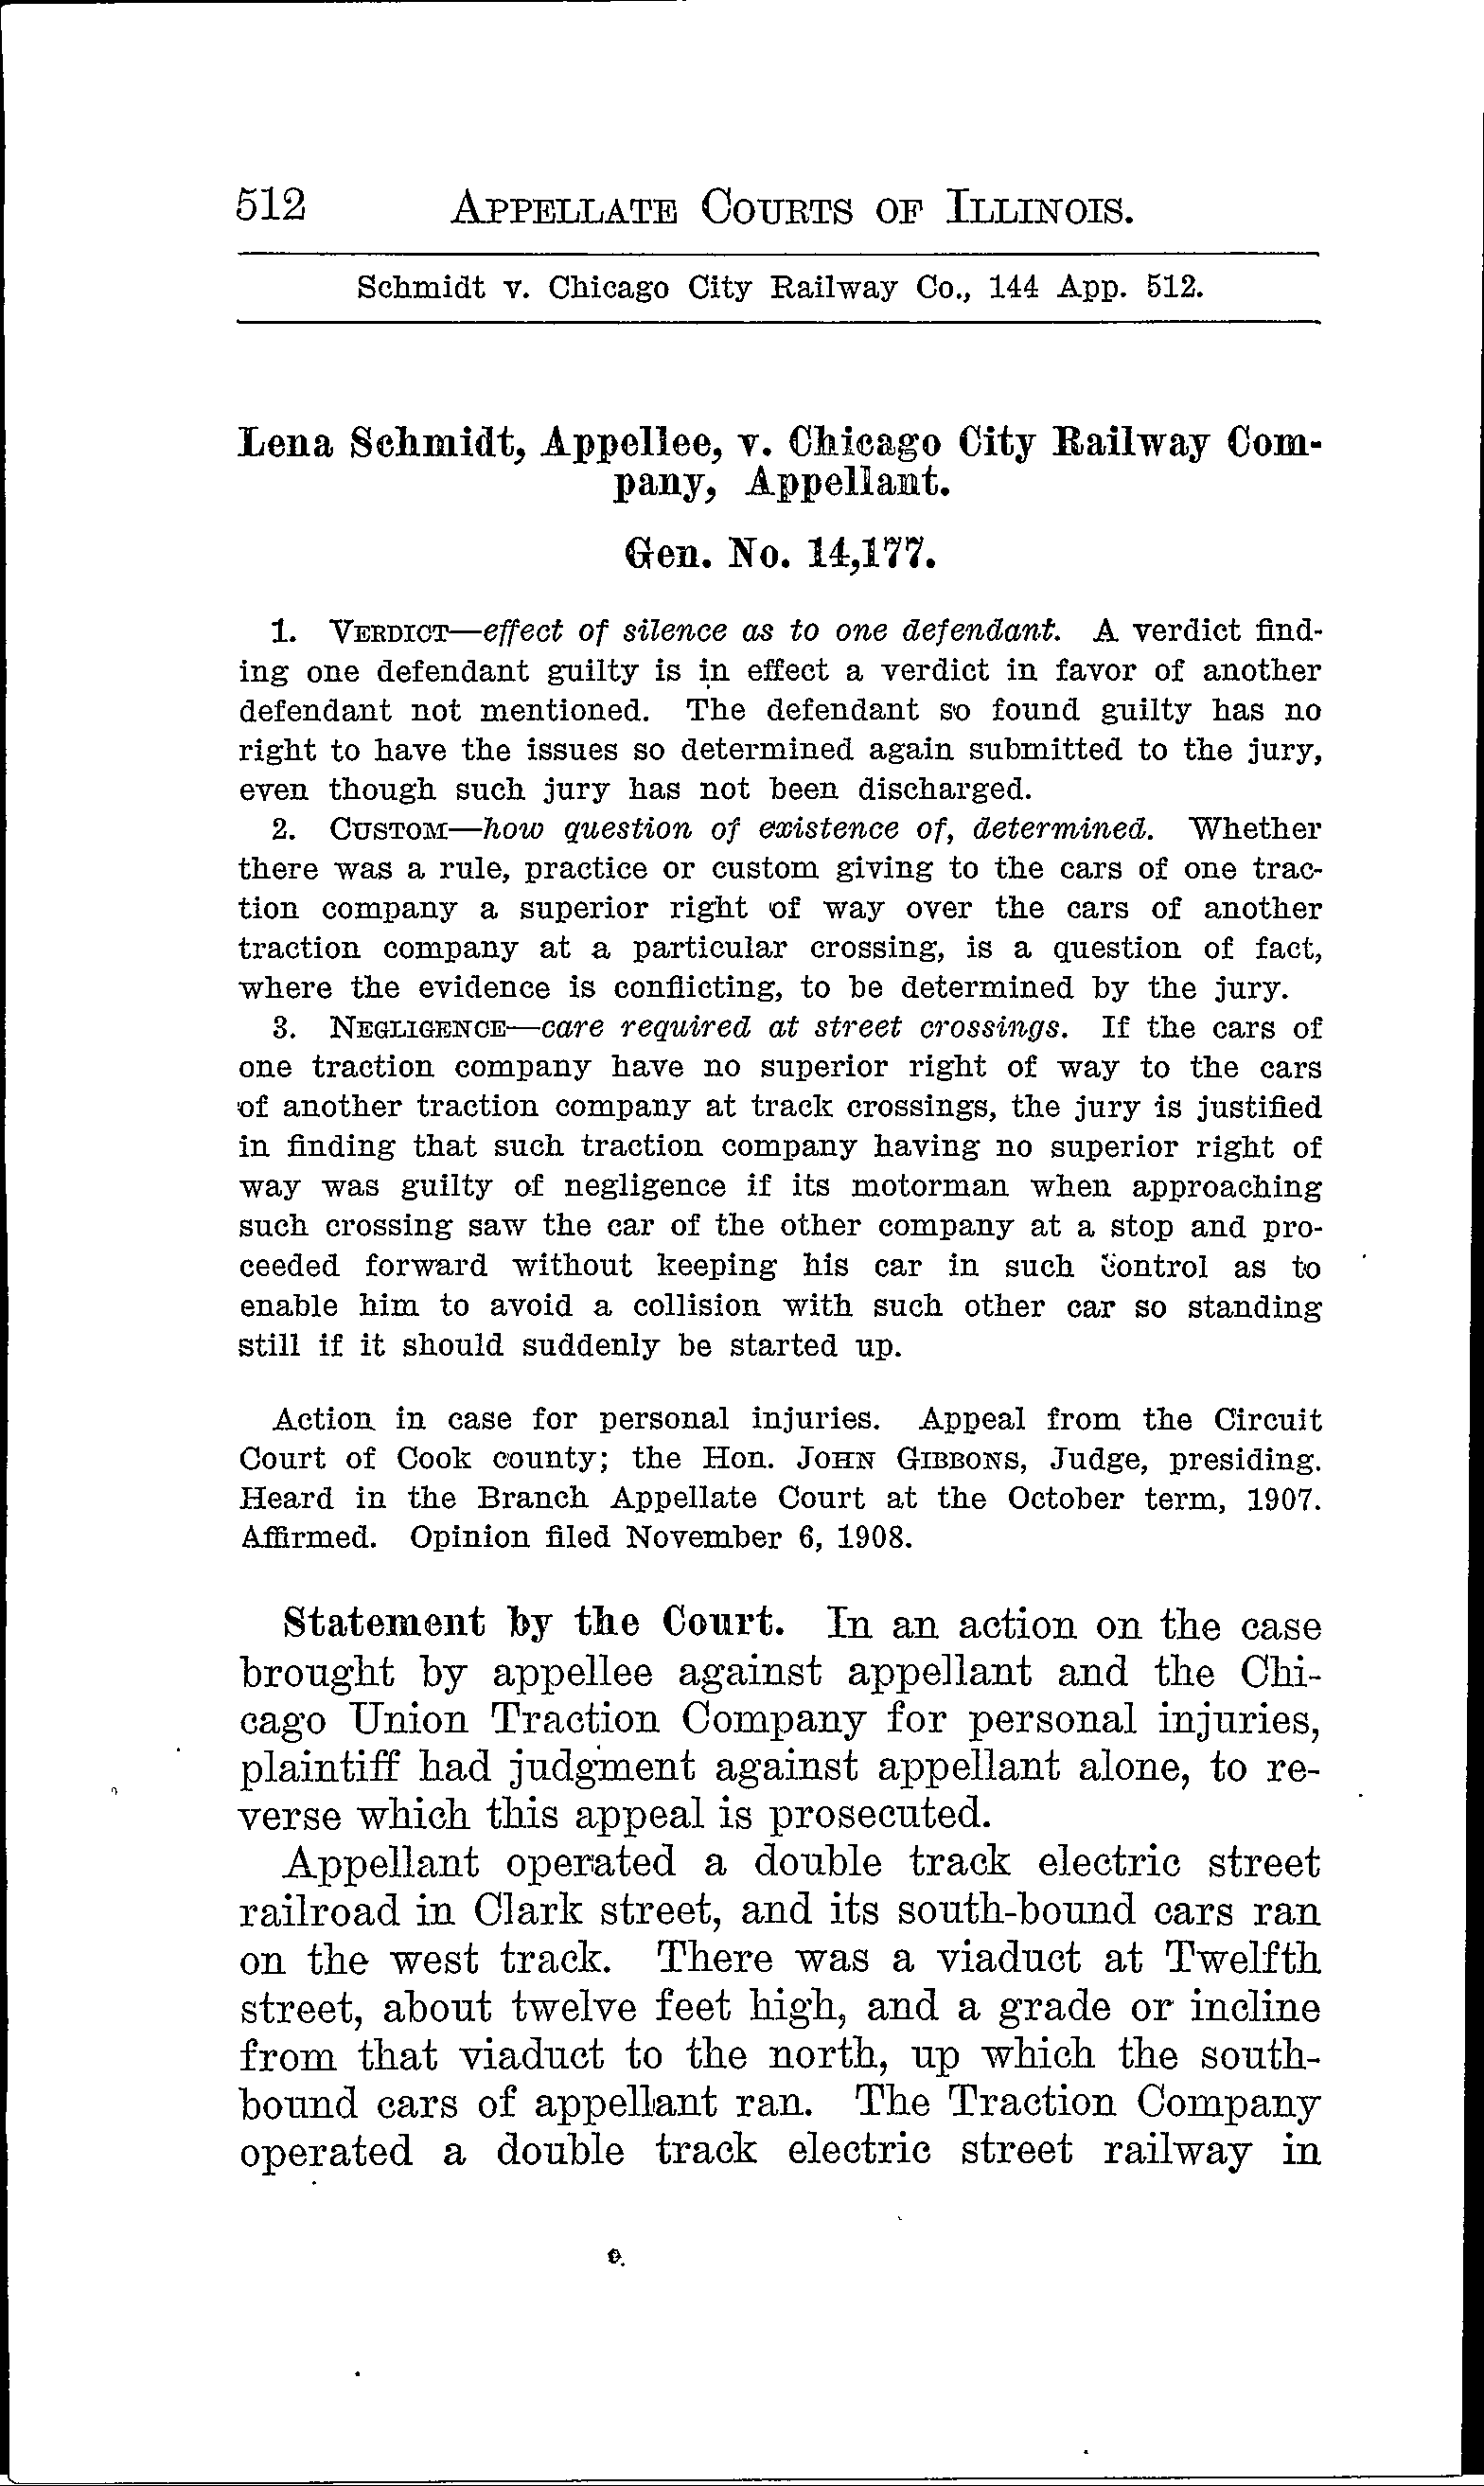 512 APPELLATE COURTS OF ILLINOIS.
Schmidt v. Chicago City Railway Co., 144 App. 512.
Lena Schmidt, Appellee, v. Chicago City Railway Com-
pany, Appellant.
Gen. No. 14,177.
1. VERDICT—effect of silence as to one defendant. A verdict find-
ing one defendant guilty is in effect a verdict in favor of another
defendant not mentioned. The defendant so found guilty has no
right to have the issues so determined again submitted to the jury,
even though such jury has not been discharged.
2. CUSTOM—how question of existence of, determined. Whether
there was a rule, practice or custom giving to the cars of one trac-
tion company a superior right of way over the cars of another
traction company at a particular crossing, is a question of fact,
where the evidence is conflicting, to be determined by the jury.
3. NEGLIGENCE—care required at street crossings. If the cars of
one traction company have no superior right of way to the cars
of another traction company at track crossings, the jury is justified
in finding that such traction company having no superior right of
way was guilty of negligence if its motorman when approaching
such crossing saw the car of the other company at a stop and pro-
ceeded forward without keeping his car in such control as to
enable him to avoid a collision with such other car so standing
still if it should suddenly be started up.
Action in case for personal injuries. Appeal from the Circuit
Court of Cook county; the Hon. JOHN GIBBONS, Judge, presiding.
Heard in the Branch Appellate Court at the October term, 1907.
Affirmed. Opinion filed November 6, 1908.
Statement by the Court. In an action on the case
brought by appellee against appellant and the Chi-
cago Union Traction Company for personal injuries,
plaintiff had judgment against appellant alone, to re-
verse which this appeal is prosecuted.
Appellant operated a double track electric street
railroad in Clark street, and its south-bound cars ran
on the west track. There was a viaduct at Twelfth
street, about twelve feet high, and a grade or incline
from that viaduct to the north, up which the south-
bound cars of appellant ran. The Traction Company
operated a double track electric street railway in